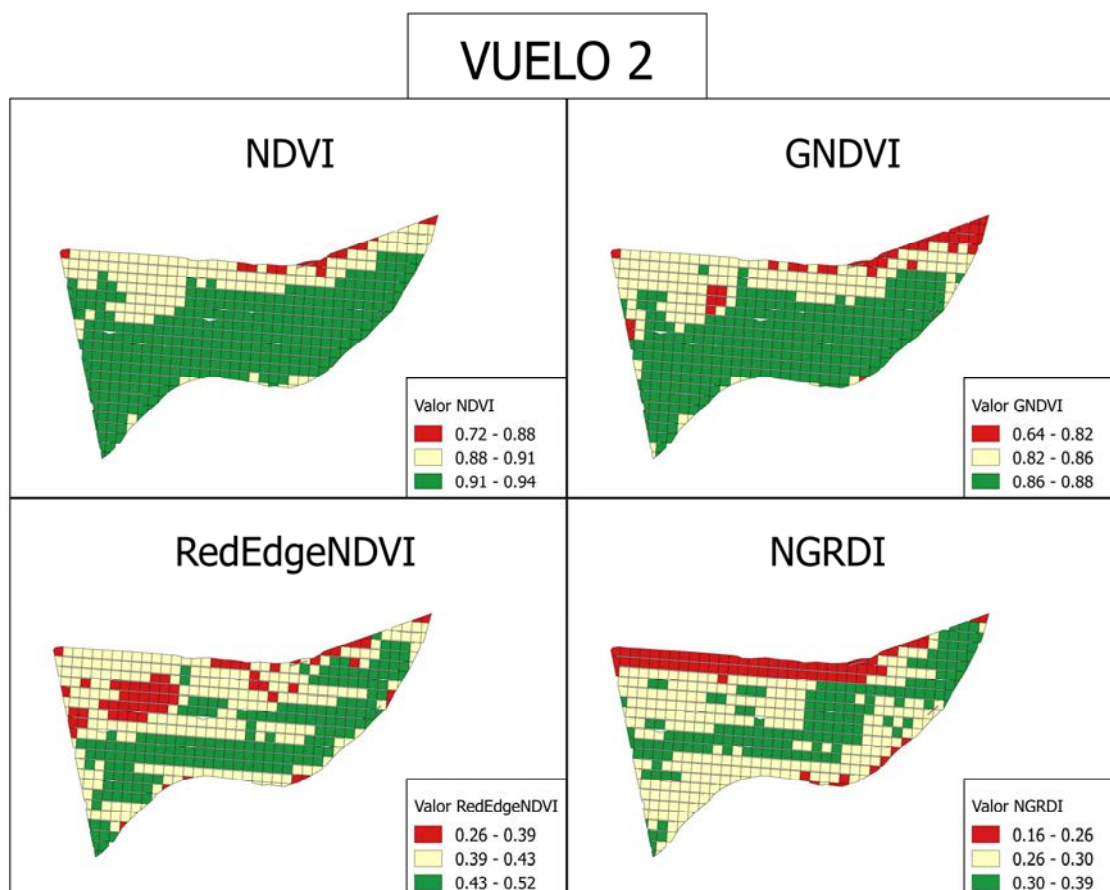 VUELO 2
NDVI
Valor NDVI
0.72 - 0.88
0.88 - 0.91
0.91 - 0.94
GNDVI
Valor GNDVI
0.64 - 0.82
0.82 - 0.86
0.86 - 0.88
RedEdgeNDVI
Valor RedEdgeNDVI
0.26 - 0.39
0.39 - 0.43
0.43 - 0.52
NGRDI
Valor NGRDI
0.16 - 0.26
0.26 - 0.30
0.30 - 0.39